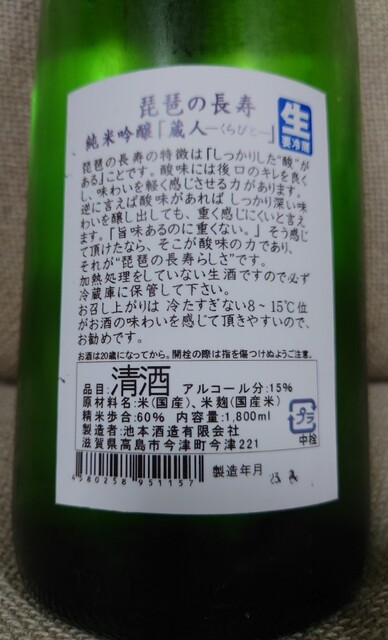 琵琶の長寿
生
要冷蔵
純米吟醸「蔵人―くらびと―」
琵琶の長寿の特徴は「しっかりした“酸”が
ある」ことです。酸味には後口のキレを良く
し、味わいを軽く感じさせる力があります。
逆に言えば酸味があれば しっかり深い味
わいを醸し出しても、重く感じにくいと言え
ます。「旨味あるのに重くない。」そう感じ
て頂けたなら、そこが酸味の力であり、
それが“琵琶の長寿らしさ”です。
加熱処理をしていない生酒ですので必ず
冷蔵庫に保管して下さい。
お召し上がりは 冷たすぎない8~15℃位
がお酒の味わいを感じて頂きやすいので、
お勧めです。
お酒は20歳になってから。開栓の際は指を傷つけぬようご注意。
品目:清酒 アルコール分:15%
原材料名:米(国産)、米麹(国産米)
精米歩合:60% 内容量:1,800ml
製造者:池本酒造有限会社
滋賀県高島市今津町今津221
プラ
中栓
4580258951157
製造年月